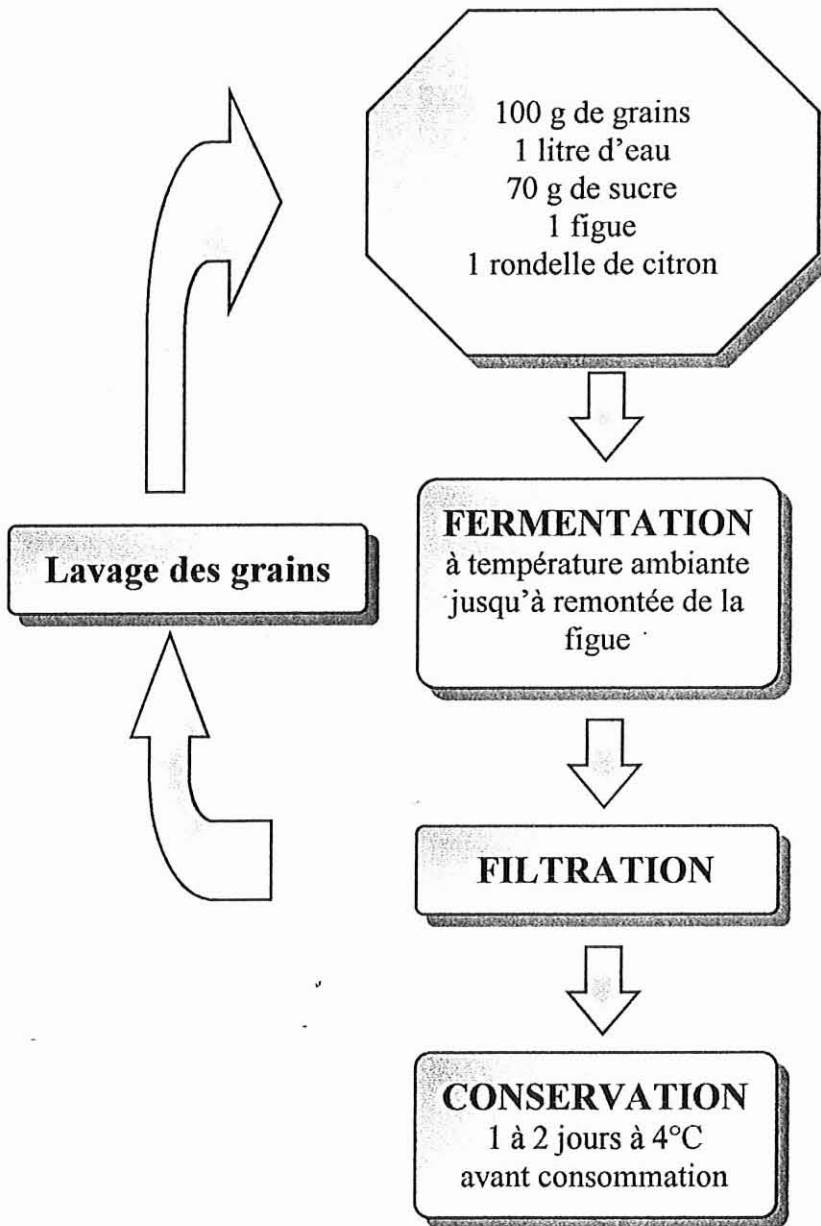 100 g de grains
1 litre d'eau
70 g de sucre
1 figue
1 rondelle de citron
FERMENTATION
à température ambiante
jusqu'à remontée de la
figue
Lavage des grains
FILTRATION
CONSERVATION
1 à 2 jours à 4°C
avant consommation